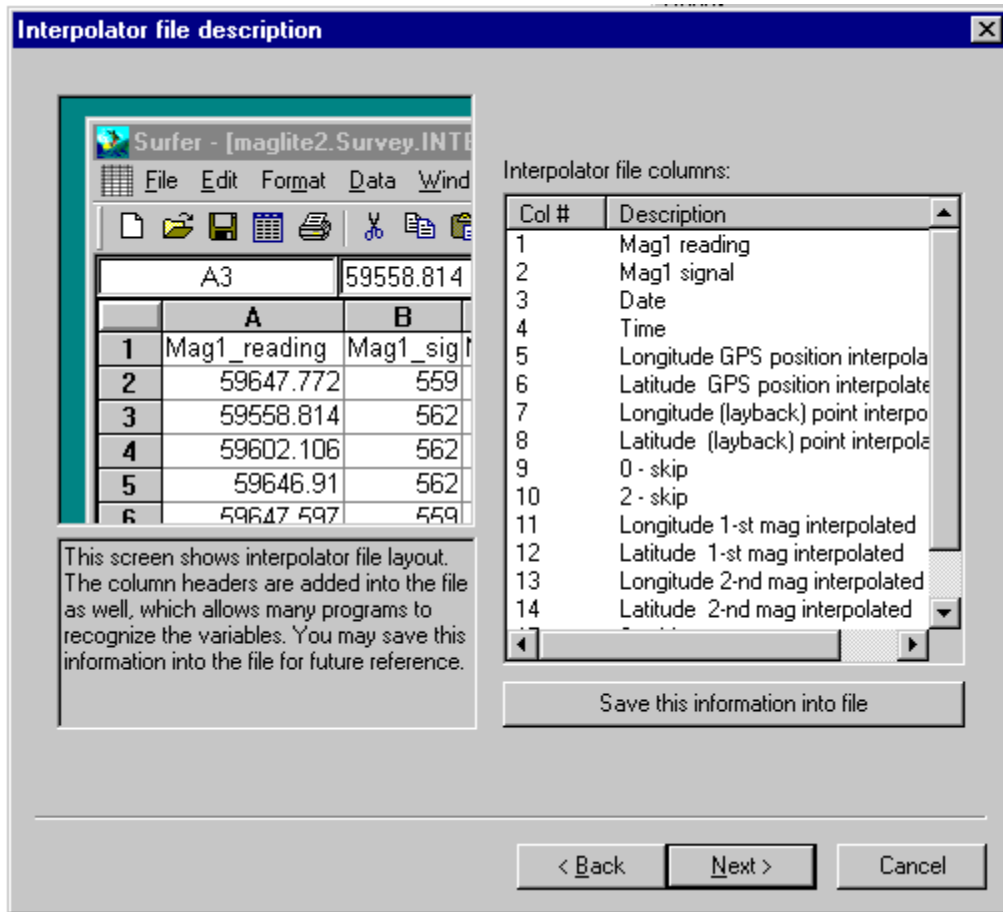 Interpolator file description
Surfer - [maglite2.Survey.INTE
File Edit Format Data Wind
A3 59558.814
A B
1 Mag1_reading Mag1_sig
2 59647.772 559
3 59558.814 562
4 59602.106 562
5 59646.91 562
6 59647.597 559
This screen shows interpolator file layout.
The column headers are added into the file
as well, which allows many programs to
recognize the variables. You may save this
information into the file for future reference.
Interpolator file columns:
Col # Description
1 Mag1 reading
2 Mag1 signal
3 Date
4 Time
5 Longitude GPS position interpola
6 Latitude GPS position interpolate
7 Longitude (layback) point interpo
8 Latitude (layback) point interpola
9 0 - skip
10 2 - skip
11 Longitude 1-st mag interpolated
12 Latitude 1-st mag interpolated
13 Longitude 2-nd mag interpolated
14 Latitude 2-nd mag interpolated
Save this information into file
< Back Next > Cancel